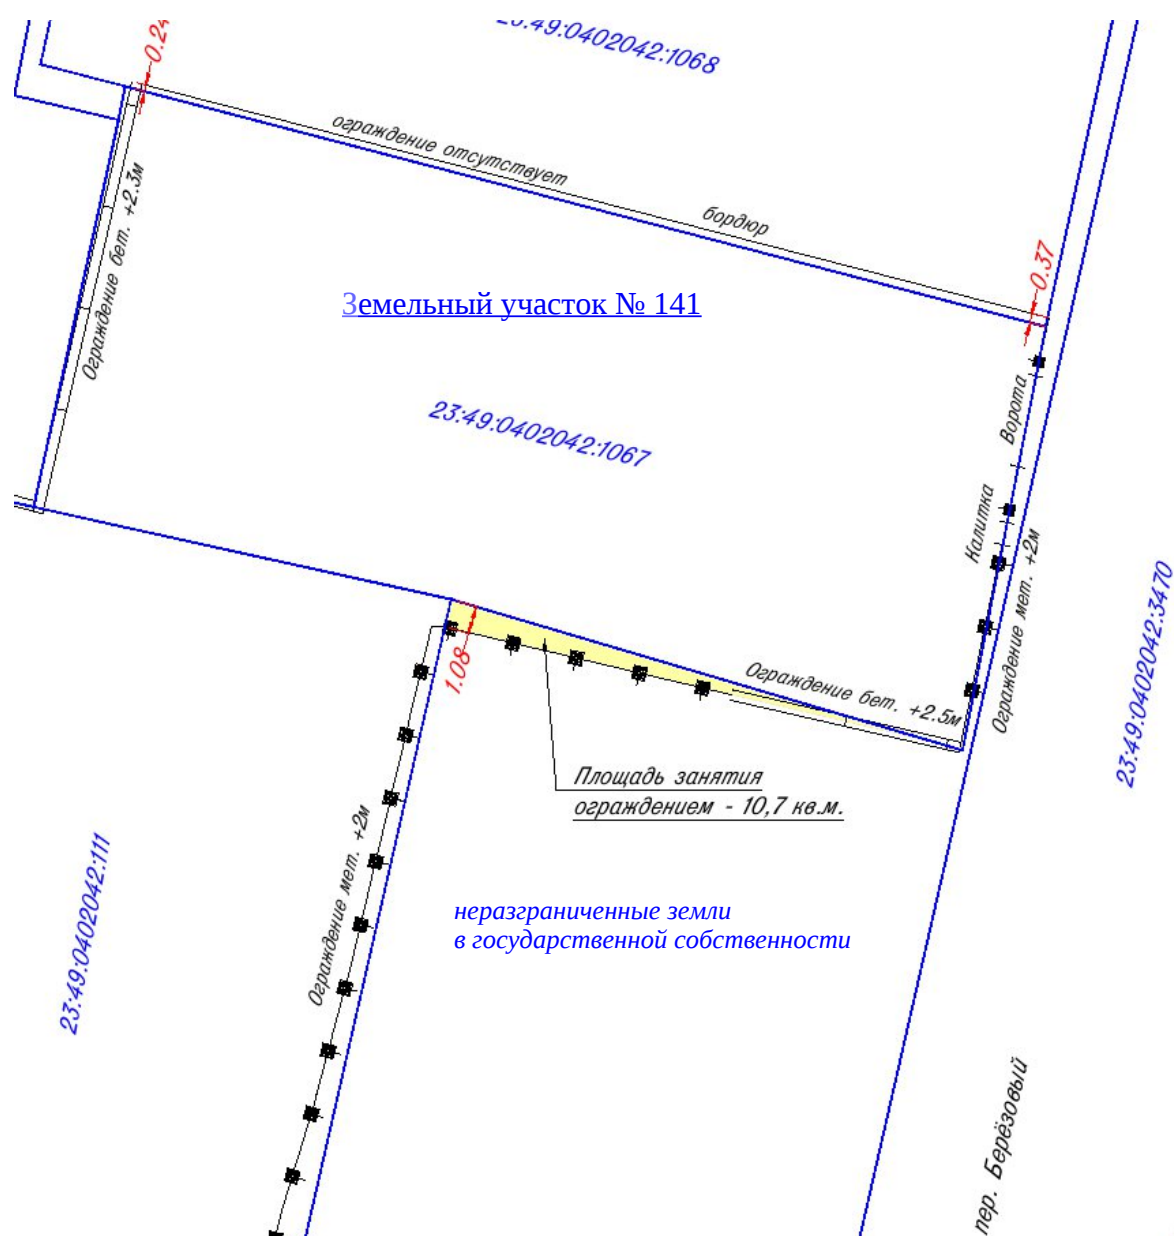 23:49:0402042:1068
0.24
ограждение отсутствует
бордюр
0.37
Ограждение бет. +2.3м
Земельный участок № 141
23:49:0402042:1067
Ворота
Калитка
Ограждение мет. +2м
23:49:0402042:3470
1.08
Ограждение бет. +2.5м
Площадь занятия
ограждением - 10,7 кв.м.
Ограждение мет. +2м
23:49:0402042:111
неразграниченные земли
в государственной собственности
пер. Берёзовый